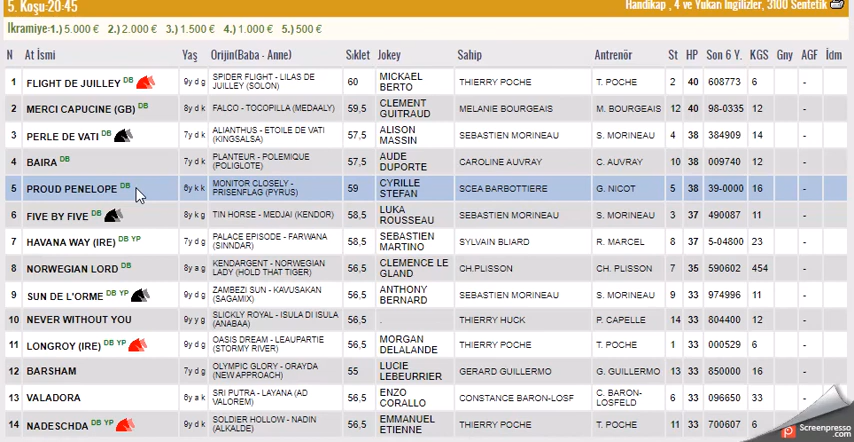 5. Koşu-20:45 Handikap , 4 ve Yukarı İngilizler, 3100 Sentetik
İkramiye:1.) 5.000 € 2.) 2.000 € 3.) 1.500 € 4.) 1.000 € 5.) 500 €
N At İsmi Yaş Orijin(Baba - Anne) Sıklet Jokey Sahip Antrenör St HP Son 6 Y. KGS Gny AGF İdm
1 FLIGHT DE JUILLEY DB 9y d g SPIDER FLIGHT - LILAS DE JUILLEY (SOLON) 60 MICKAEL BERTO THIERRY POCHE T. POCHE 2 40 608773 6 -
2 MERCI CAPUCINE (GB) DB 8y d k FALCO - TOCOPILLA (MEDAALY) 59,5 CLEMENT GUITRAUD MELANIE BOURGEAIS M. BOURGEAIS 12 40 98-0335 12 -
3 PERLE DE VATI DB 7y d k ALIANTHUS - ETOILE DE VATI (KINGSALSA) 57,5 ALISON MASSIN SEBASTIEN MORINEAU S. MORINEAU 4 38 384909 14 -
4 BAIRA DB 7y d k PLANTEUR - POLEMIQUE (POLIGLOTE) 57,5 AUDE DUPORTE CAROLINE AUVRAY C. AUVRAY 10 38 009740 12 -
5 PROUD PENELOPE DB 6y k k MONITOR CLOSELY - PRISENFLAG (PYRUS) 59 CYRILLE STEFAN SCEA BARBOTTIERE G. NICOT 5 38 39-0000 16 -
6 FIVE BY FIVE DB 8y k g TIN HORSE - MEDJAI (KENDOR) 58,5 LUKA ROUSSEAU SEBASTIEN MORINEAU S. MORINEAU 3 37 490087 11 -
7 HAVANA WAY (IRE) DB YP 7y d g PALACE EPISODE - FARWANA (SINNDAR) 58,5 SEBASTIEN MARTINO SYLVAIN BLIARD R. MARCEL 8 37 5-04800 23 -
8 NORWEGIAN LORD DB 8y a g KENDARGENT - NORWEGIAN LADY (HOLD THAT TIGER) 56,5 CLEMENCE LE GLAND CH.PLISSON CH. PLISSON 7 35 590602 454 -
9 SUN DE L'ORME DB YP 9y d g ZAMBEZI SUN - KAVUSAKAN (SAGAMIX) 56,5 ANTHONY BERNARD SEBASTIEN MORINEAU S. MORINEAU 9 33 974996 11 -
10 NEVER WITHOUT YOU 9y y g SLICKLY ROYAL - ISULA DI ISULA (ANABAA) 56,5 . THIERRY HUCK P. CAPELLE 14 33 804400 12 -
11 LONGROY (IRE) DB YP 9y d g OASIS DREAM - LEAUPARTIE (STORMY RIVER) 56,5 MORGAN DELALANDE THIERRY POCHE T. POCHE 1 33 000529 6 -
12 BARSHAM 7y d g OLYMPIC GLORY - ORAYDA (NEW APPROACH) 55 LUCIE LEBEURRIER GERARD GUILLERMO G. GUILLERMO 13 33 850000 16 -
13 VALADORA 8y a k SRI PUTRA - LAYANA (AD VALOREM) 56,5 ENZO CORALLO CONSTANCE BARON-LOSF C. BARON-LOSFELD 6 33 096650 33
14 NADESCHDA DB YP 9y d k SOLDIER HOLLOW - NADIN (ALKALDE) 56,5 EMMANUEL ETIENNE THIERRY POCHE T. POCHE 11 33 700607 6
Screenpresso
.com